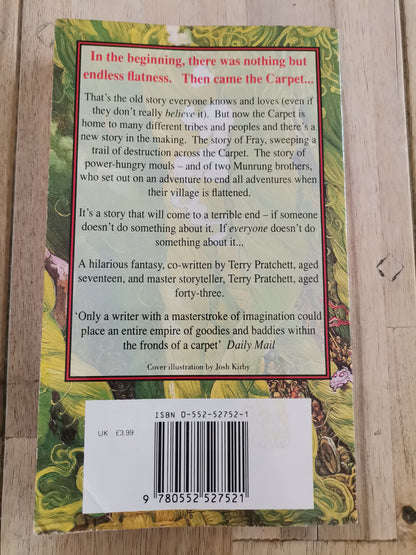 In the beginning, there was nothing but
endless flatness. Then came the Carpet...
That's the old story everyone knows and loves (even if
they don't really believe it). But now the Carpet is
home to many different tribes and peoples and there's a
new story in the making. The story of Fray, sweeping a
trail of destruction across the Carpet. The story of
power-hungry mouls – and of two Munrung brothers,
who set out on an adventure to end all adventures when
their village is flattened.
It's a story that will come to a terrible end – if someone
doesn't do something about it. If everyone doesn't do
something about it...
A hilarious fantasy, co-written by Terry Pratchett, aged
seventeen, and master storyteller, Terry Pratchett, aged
forty-three.
'Only a writer with a masterstroke of imagination could
place an entire empire of goodies and baddies within
the fronds of a carpet' Daily Mail
Cover illustration by Josh Kirby
ISBN 0-552-52752-1
UK £3.99
9 780552 527521